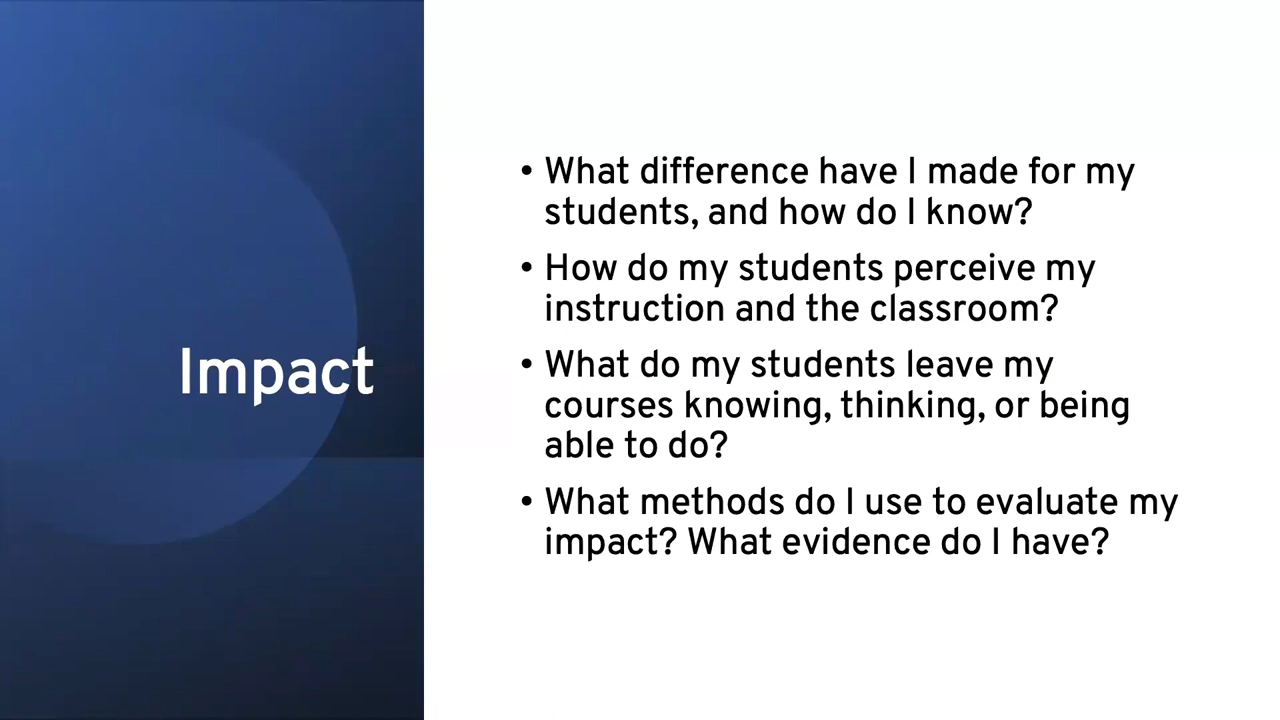 Impact
• What difference have I made for my
students, and how do I know?
• How do my students perceive my
instruction and the classroom?
• What do my students leave my
courses knowing, thinking, or being
able to do?
• What methods do I use to evaluate my
impact? What evidence do I have?